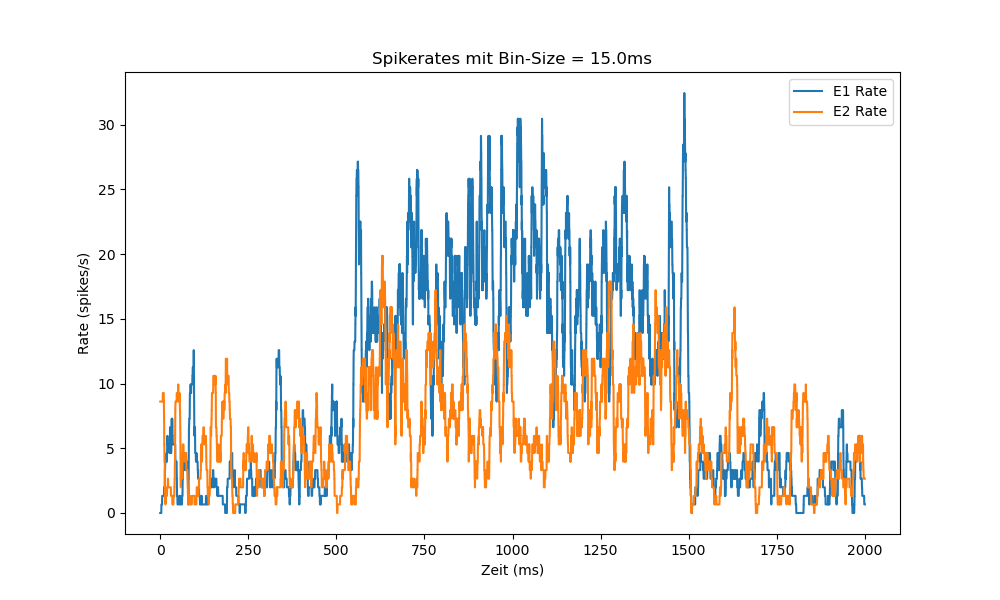 Spikerates mit Bin-Size = 15.0ms
E1 Rate
E2 Rate
Rate (spikes/s)
30
25
20
15
10
5
0
0 250 500 750 1000 1250 1500 1750 2000
Zeit (ms)